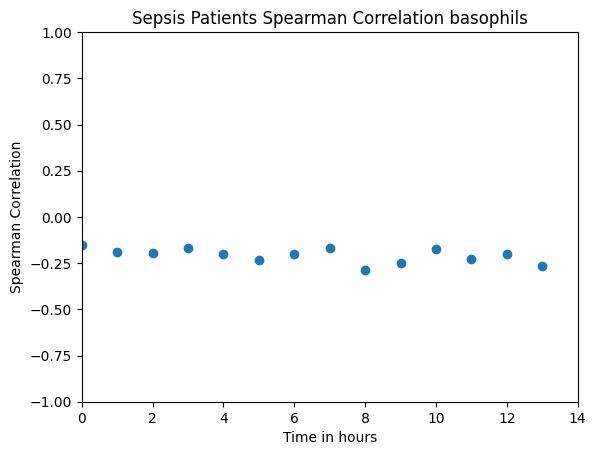 Sepsis Patients Spearman Correlation basophils
1.00
0.75
0.50
0.25
0.00
−0.25
−0.50
−0.75
−1.00
Spearman Correlation
0 2 4 6 8 10 12 14
Time in hours